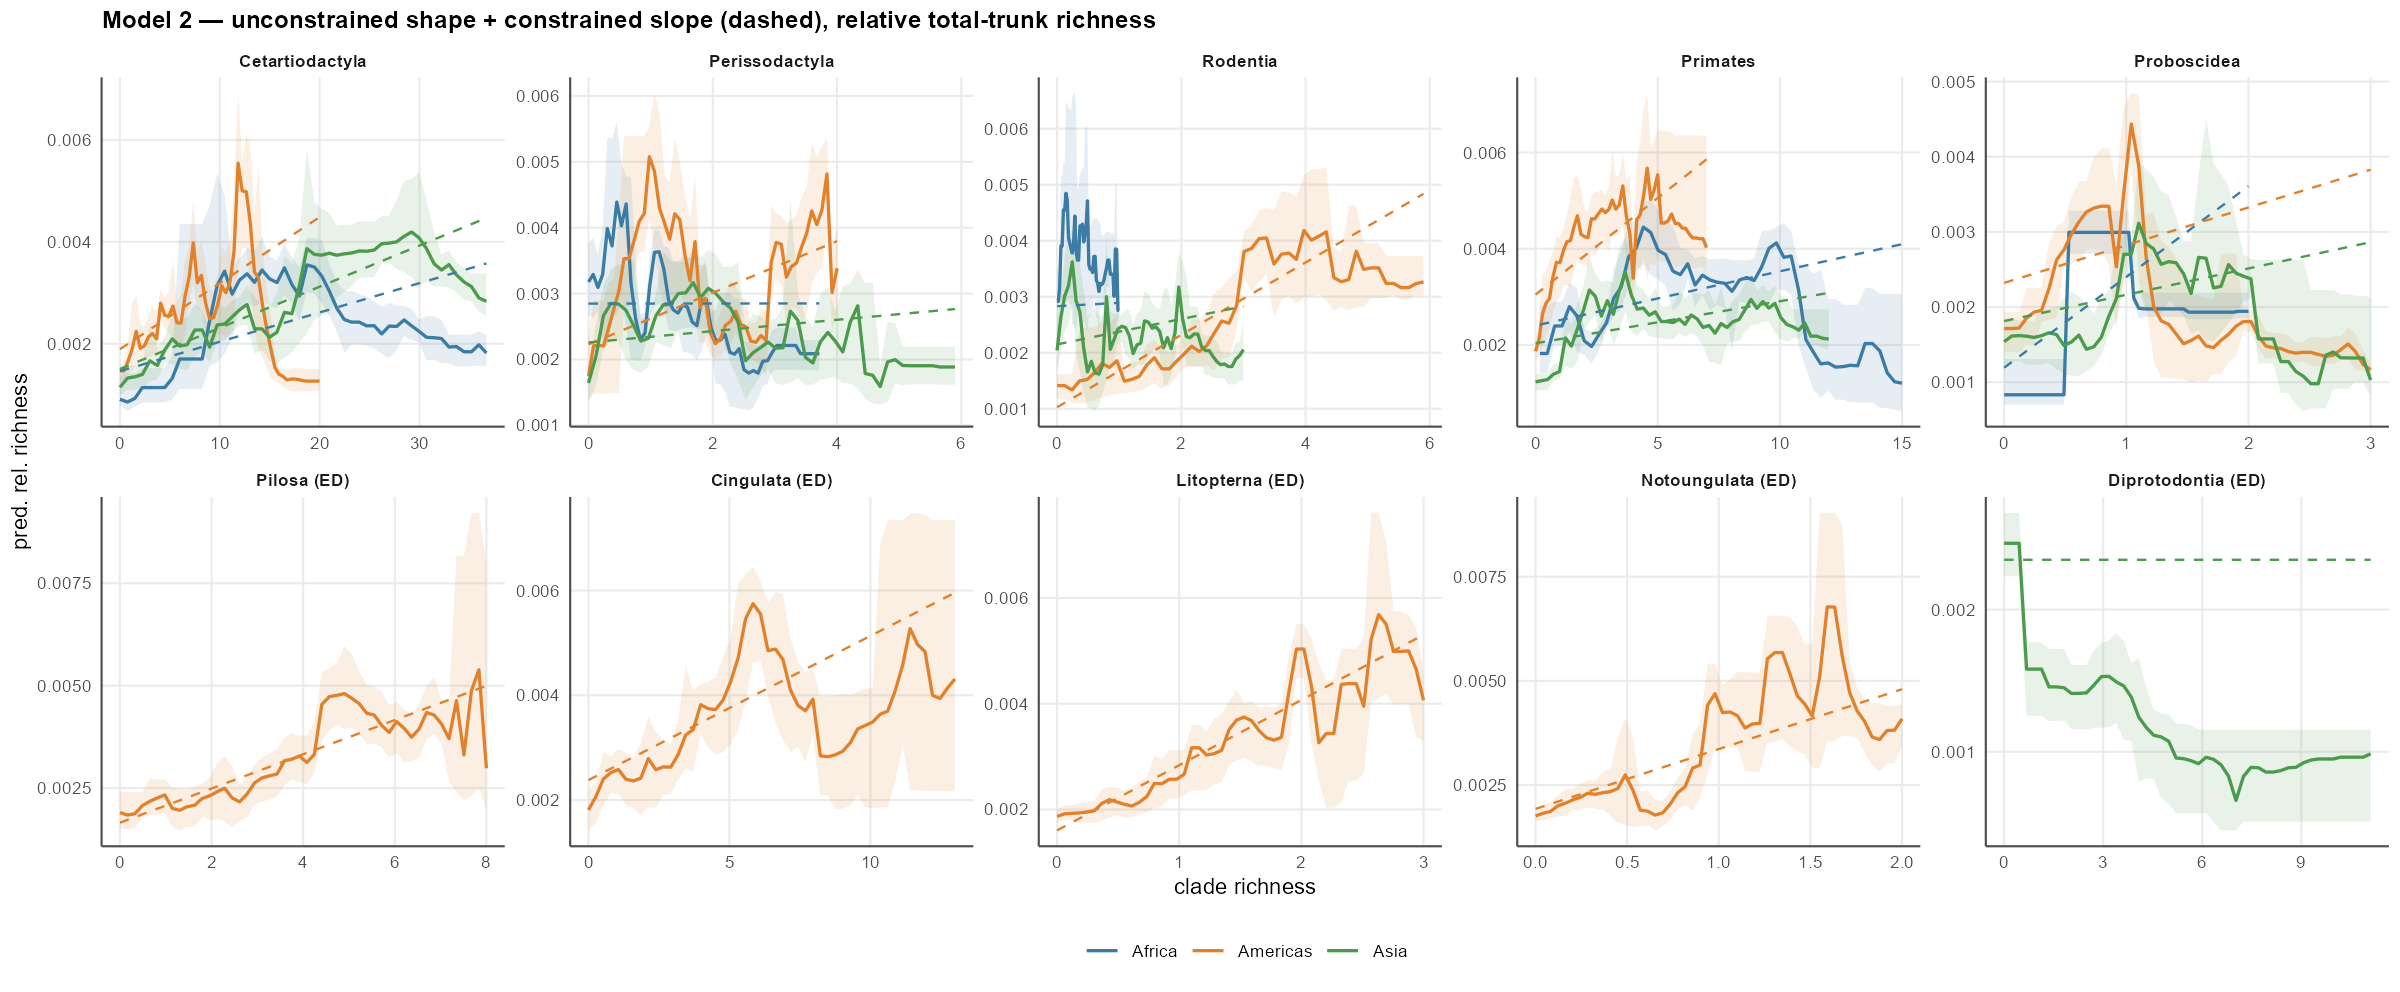 Model 2 — unconstrained shape + constrained slope (dashed), relative total-trunk richness
Cetartiodactyla
Perissodactyla
Rodentia
Primates
Proboscidea
0.006
0.004
0.002
0 10 20 30
0.006
0.005
0.004
0.003
0.002
0.001
0 2 4 6
0.006
0.005
0.004
0.003
0.002
0.001
0 2 4 6
0.006
0.004
0.002
0 5 10 15
0.005
0.004
0.003
0.002
0.001
0 1 2 3
pred. rel. richness
Pilosa (ED)
Cingulata (ED)
Litopterna (ED)
Notoungulata (ED)
Diprotodontia (ED)
0.0075
0.0050
0.0025
0 2 4 6 8
0.006
0.004
0.002
0 5 10
0.006
0.004
0.002
0 1 2 3
0.0075
0.0050
0.0025
0.0 0.5 1.0 1.5 2.0
0.002
0.001
0 3 6 9
clade richness
Africa Americas Asia